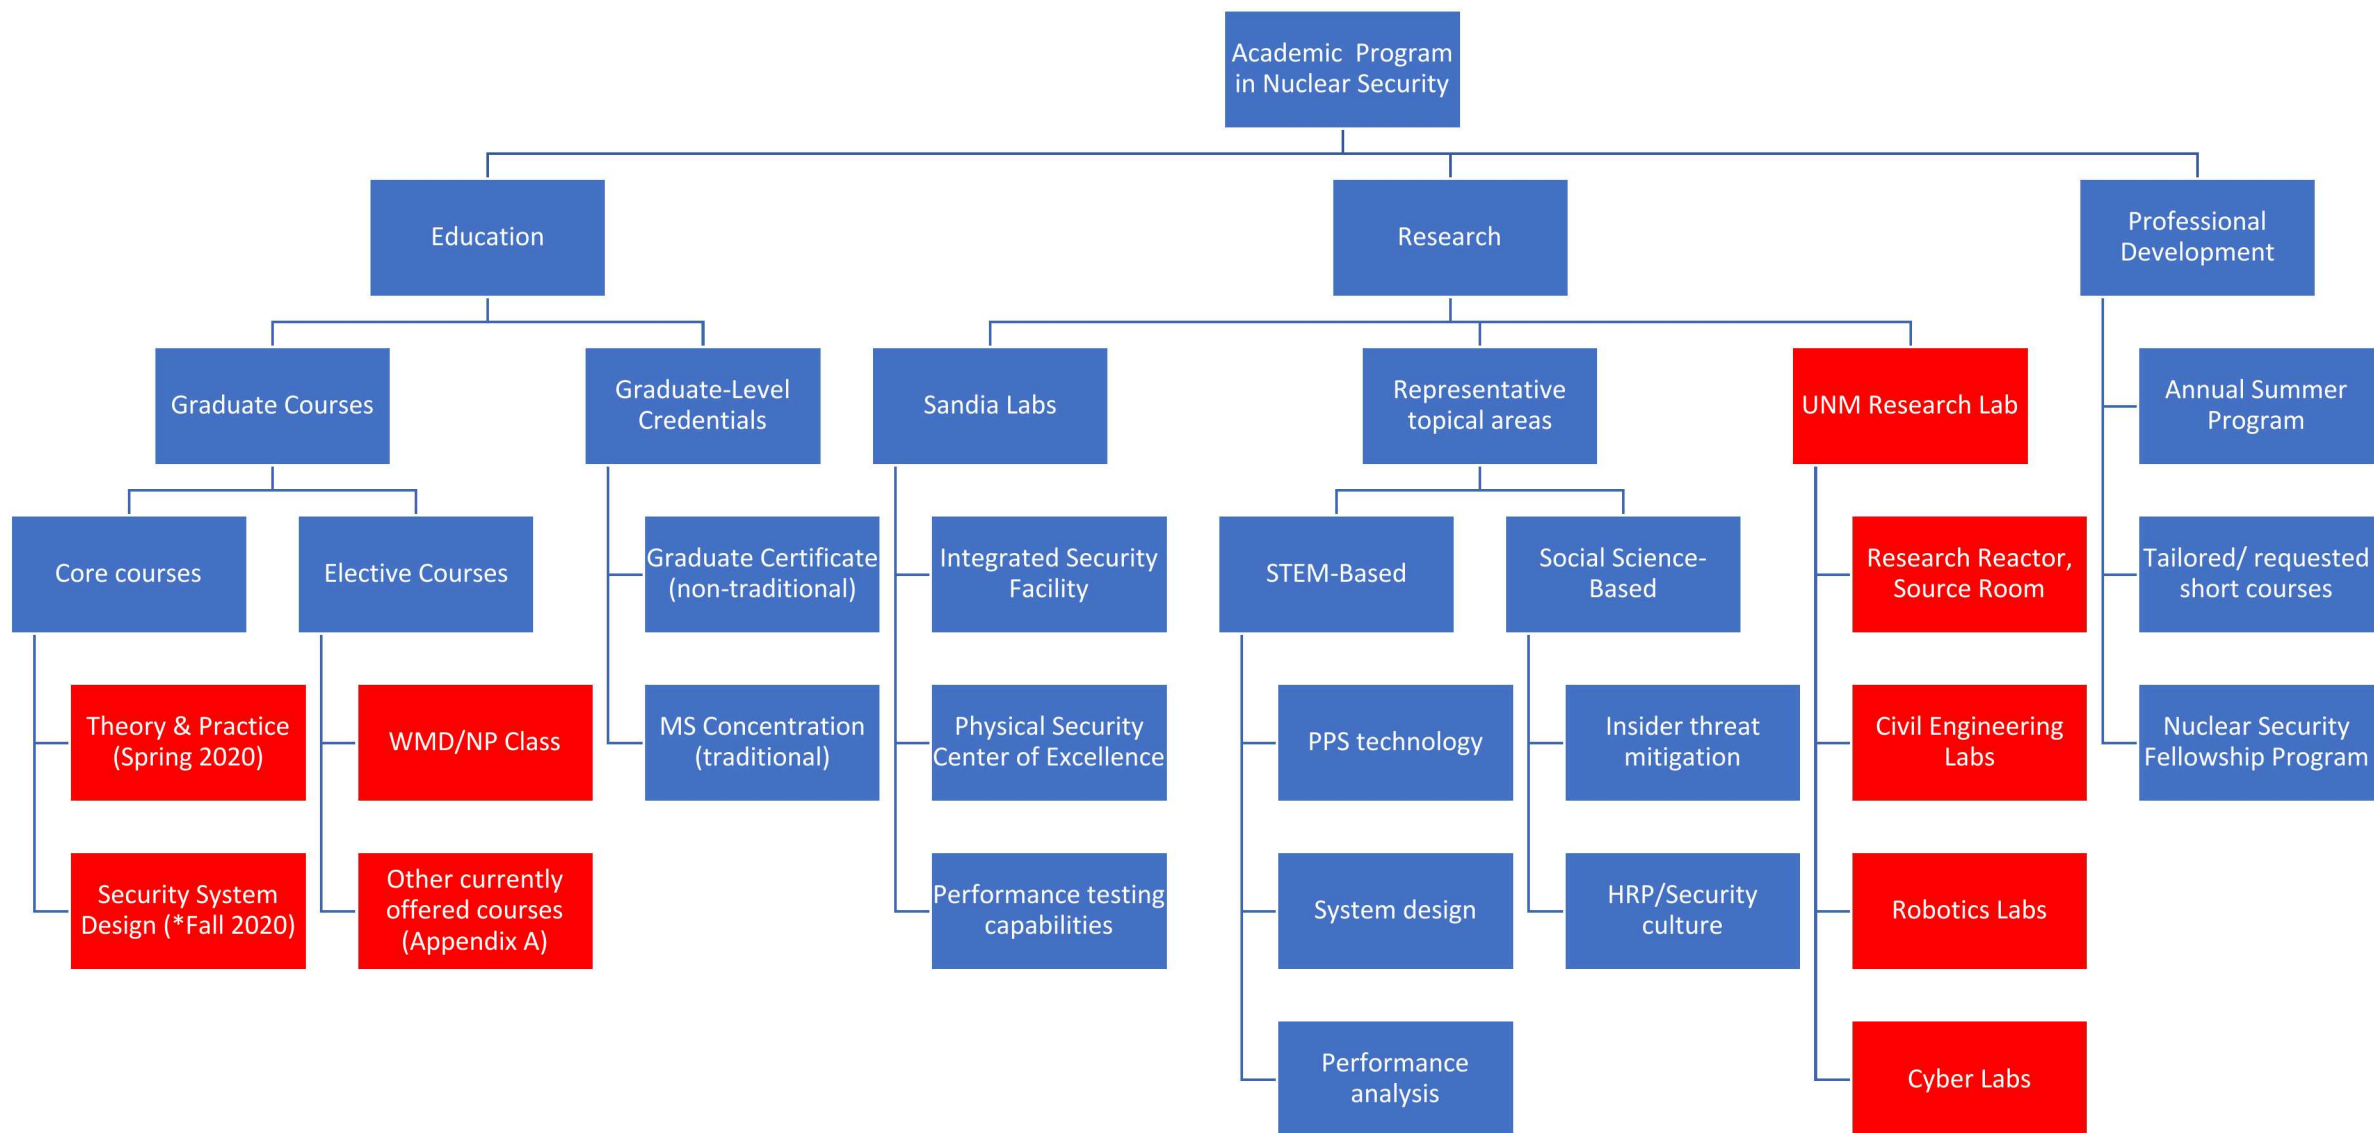 Academic Program
in Nuclear Security
Education
Research
Professional
Development
Graduate Courses
Graduate-Level
Credentials
Sandia Labs
Representative
topical areas
UNM Research Lab
Annual Summer
Program
Core courses
Elective Courses
Graduate Certificate
(non-traditional)
Integrated Security
Facility
STEM-Based
Social Science-
Based
Research Reactor,
Source Room
Tailored/ requested
short courses
Theory & Practice
(Spring 2020)
WMD/NP Class
MS Concentration
(traditional)
Physical Security
Center of Excellence
PPS technology
Insider threat
mitigation
Civil Engineering
Labs
Nuclear Security
Fellowship Program
Security System
Design (*Fall 2020)
Other currently
offered courses
(Appendix A)
Performance testing
capabilities
System design
HRP/Security
culture
Robotics Labs
Performance
analysis
Cyber Labs